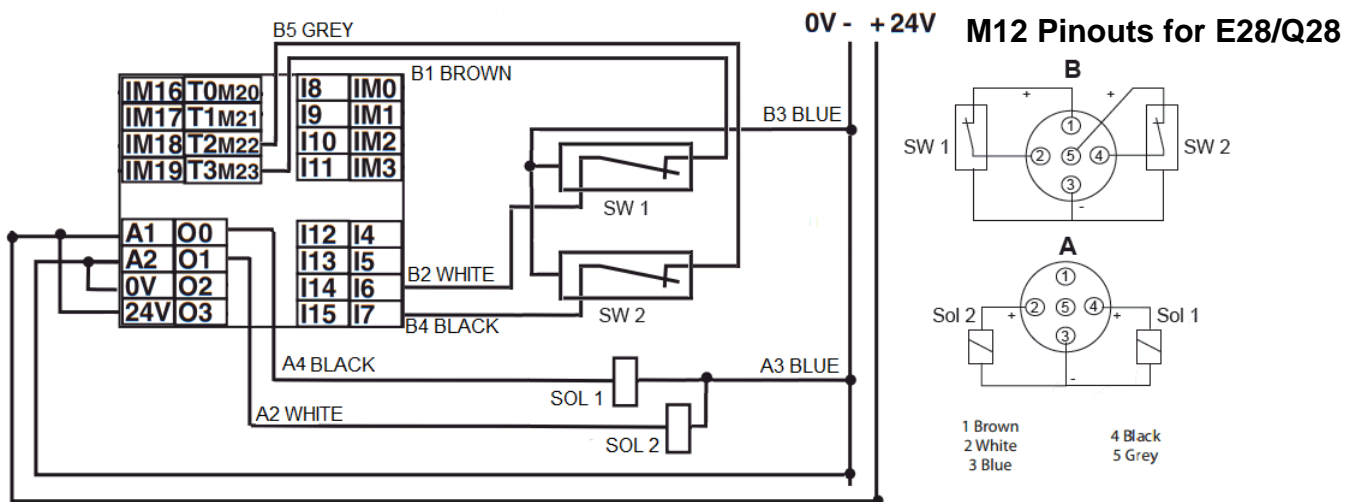 0V - + 24V
M12 Pinouts for E28/Q28
B5 GREY
B1 BROWN
B3 BLUE
IM16 T0M20
IM17 T1M21
IM18 T2M22
IM19 T3M23
I8 IM0
I9 IM1
I10 IM2
I11 IM3
SW 1
SW 2
A1 O0
A2 O1
0V O2
24V O3
I12 I4
I13 I5
I14 I6
I15 I7
B2 WHITE
B4 BLACK
A4 BLACK
A2 WHITE
SOL 1
SOL 2
A3 BLUE
B
+ +
1
SW 1
2 5 4
SW 2
3
-
A
1
Sol 2
2 5 4
Sol 1
+ +
3
-
1 Brown
2 White
3 Blue
4 Black
5 Grey